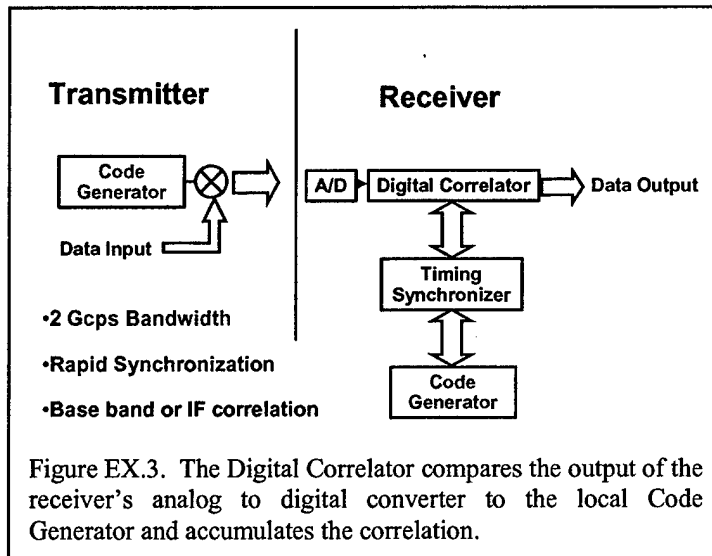 Transmitter
Code
Generator
Data Input
•2 Gcps Bandwidth
•Rapid Synchronization
•Base band or IF correlation
Receiver
A/D
Digital Correlator
Data Output
Timing
Synchronizer
Code
Generator
Figure EX.3. The Digital Correlator compares the output of the
receiver's analog to digital converter to the local Code
Generator and accumulates the correlation.